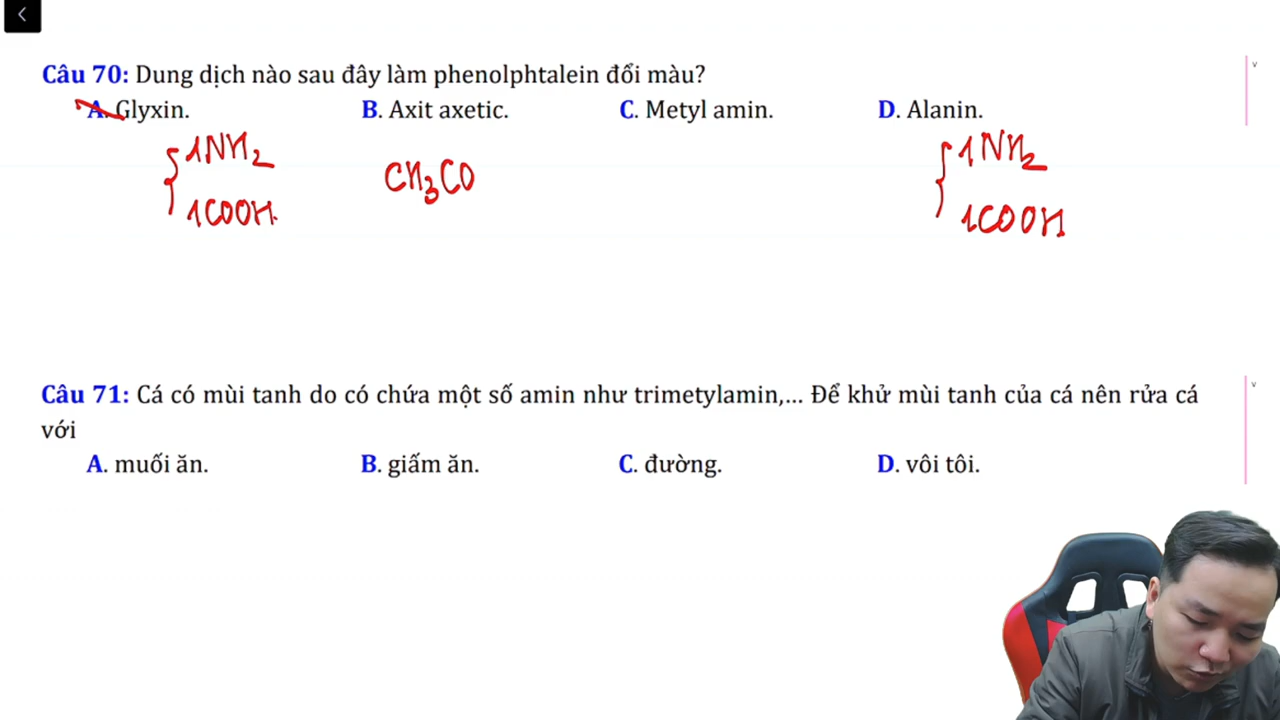 Câu 70: Dung dịch nào sau đây làm phenolphtalein đổi màu?
A. Glyxin. B. Axit axetic. C. Metyl amin. D. Alanin.
1NH2 CH3CO 1NH2
1COOH 1COOH
Câu 71: Cá có mùi tanh do có chứa một số amin như trimetylamin,... Để khử mùi tanh của cá nên rửa cá
với
A. muối ăn. B. giấm ăn. C. đường. D. vôi tôi.